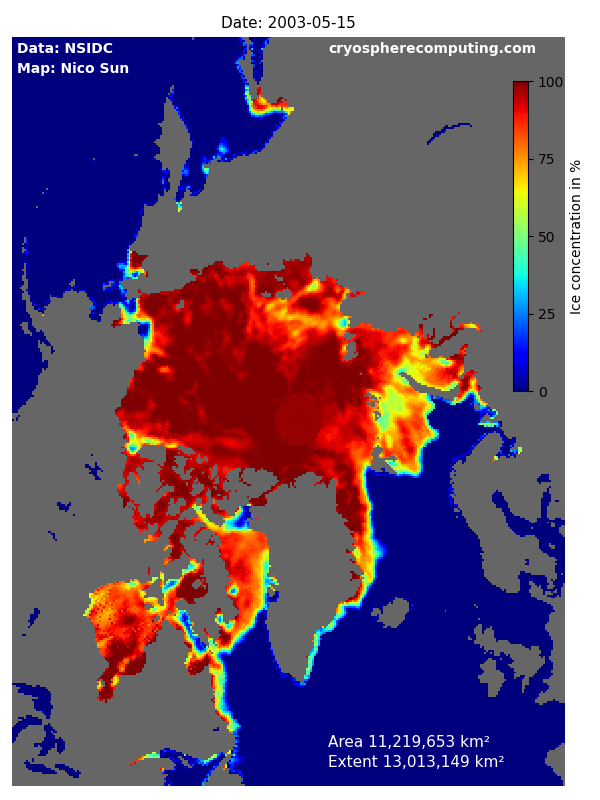 Date: 2003-05-15
Data: NSIDC
Map: Nico Sun
cryospherecomputing.com
100
75
50
25
0
Ice concentration in %
Area 11,219,653 km²
Extent 13,013,149 km²